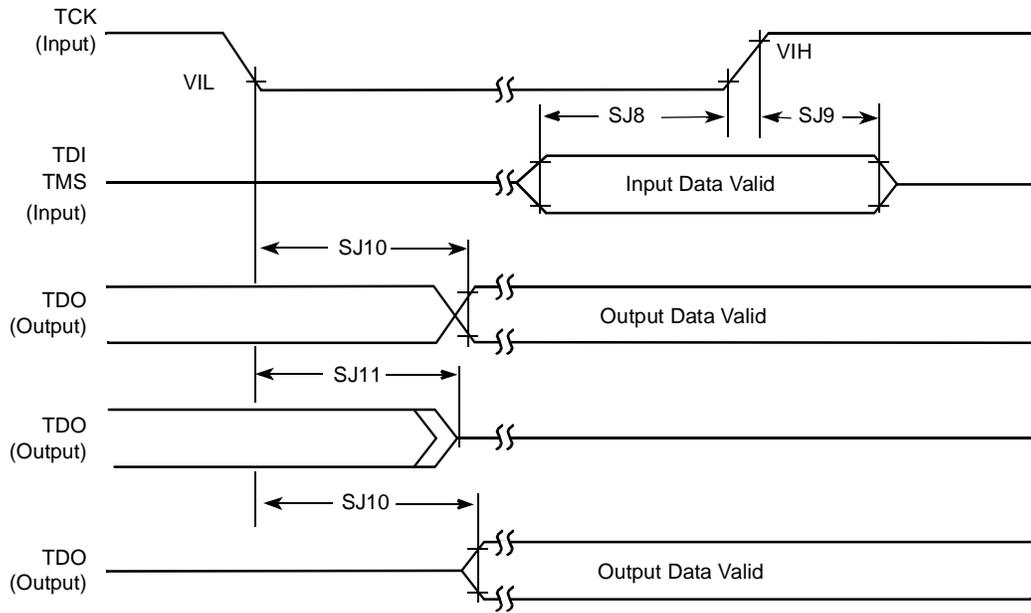 TCK
(Input)
VIL
VIH
SJ8
SJ9
TDI
TMS
(Input)
Input Data Valid
SJ10
TDO
(Output)
Output Data Valid
SJ11
TDO
(Output)
SJ10
TDO
(Output)
Output Data Valid